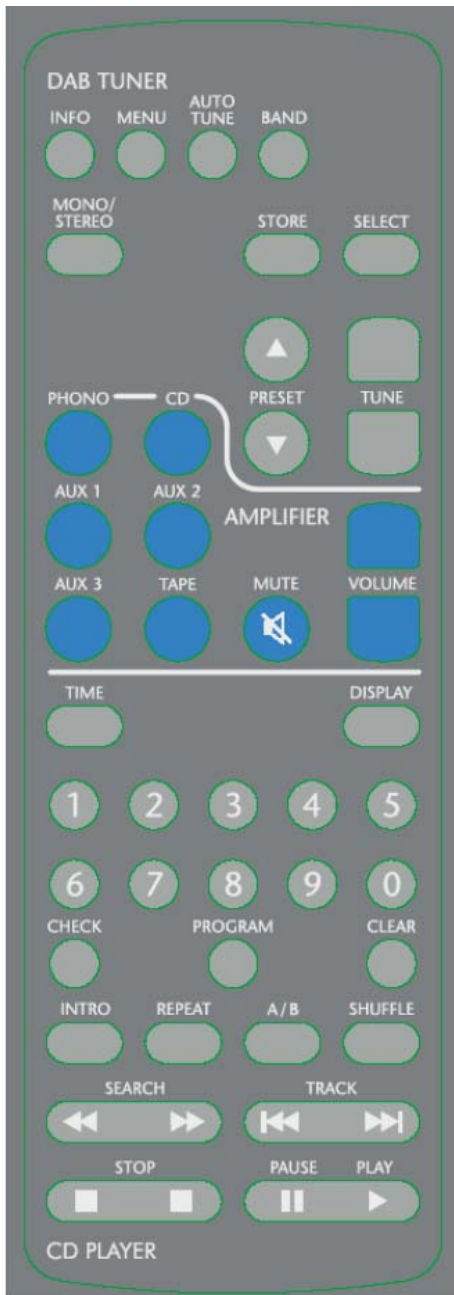 DAB TUNER
INFO MENU AUTO TUNE BAND
MONO/
STEREO STORE SELECT
PHONO CD PRESET TUNE
AUX 1 AUX 2
AMPLIFIER
AUX 3 TAPE MUTE VOLUME
TIME DISPLAY
1 2 3 4 5
6 7 8 9 0
CHECK PROGRAM CLEAR
INTRO REPEAT A/B SHUFFLE
SEARCH TRACK
STOP PAUSE PLAY
CD PLAYER